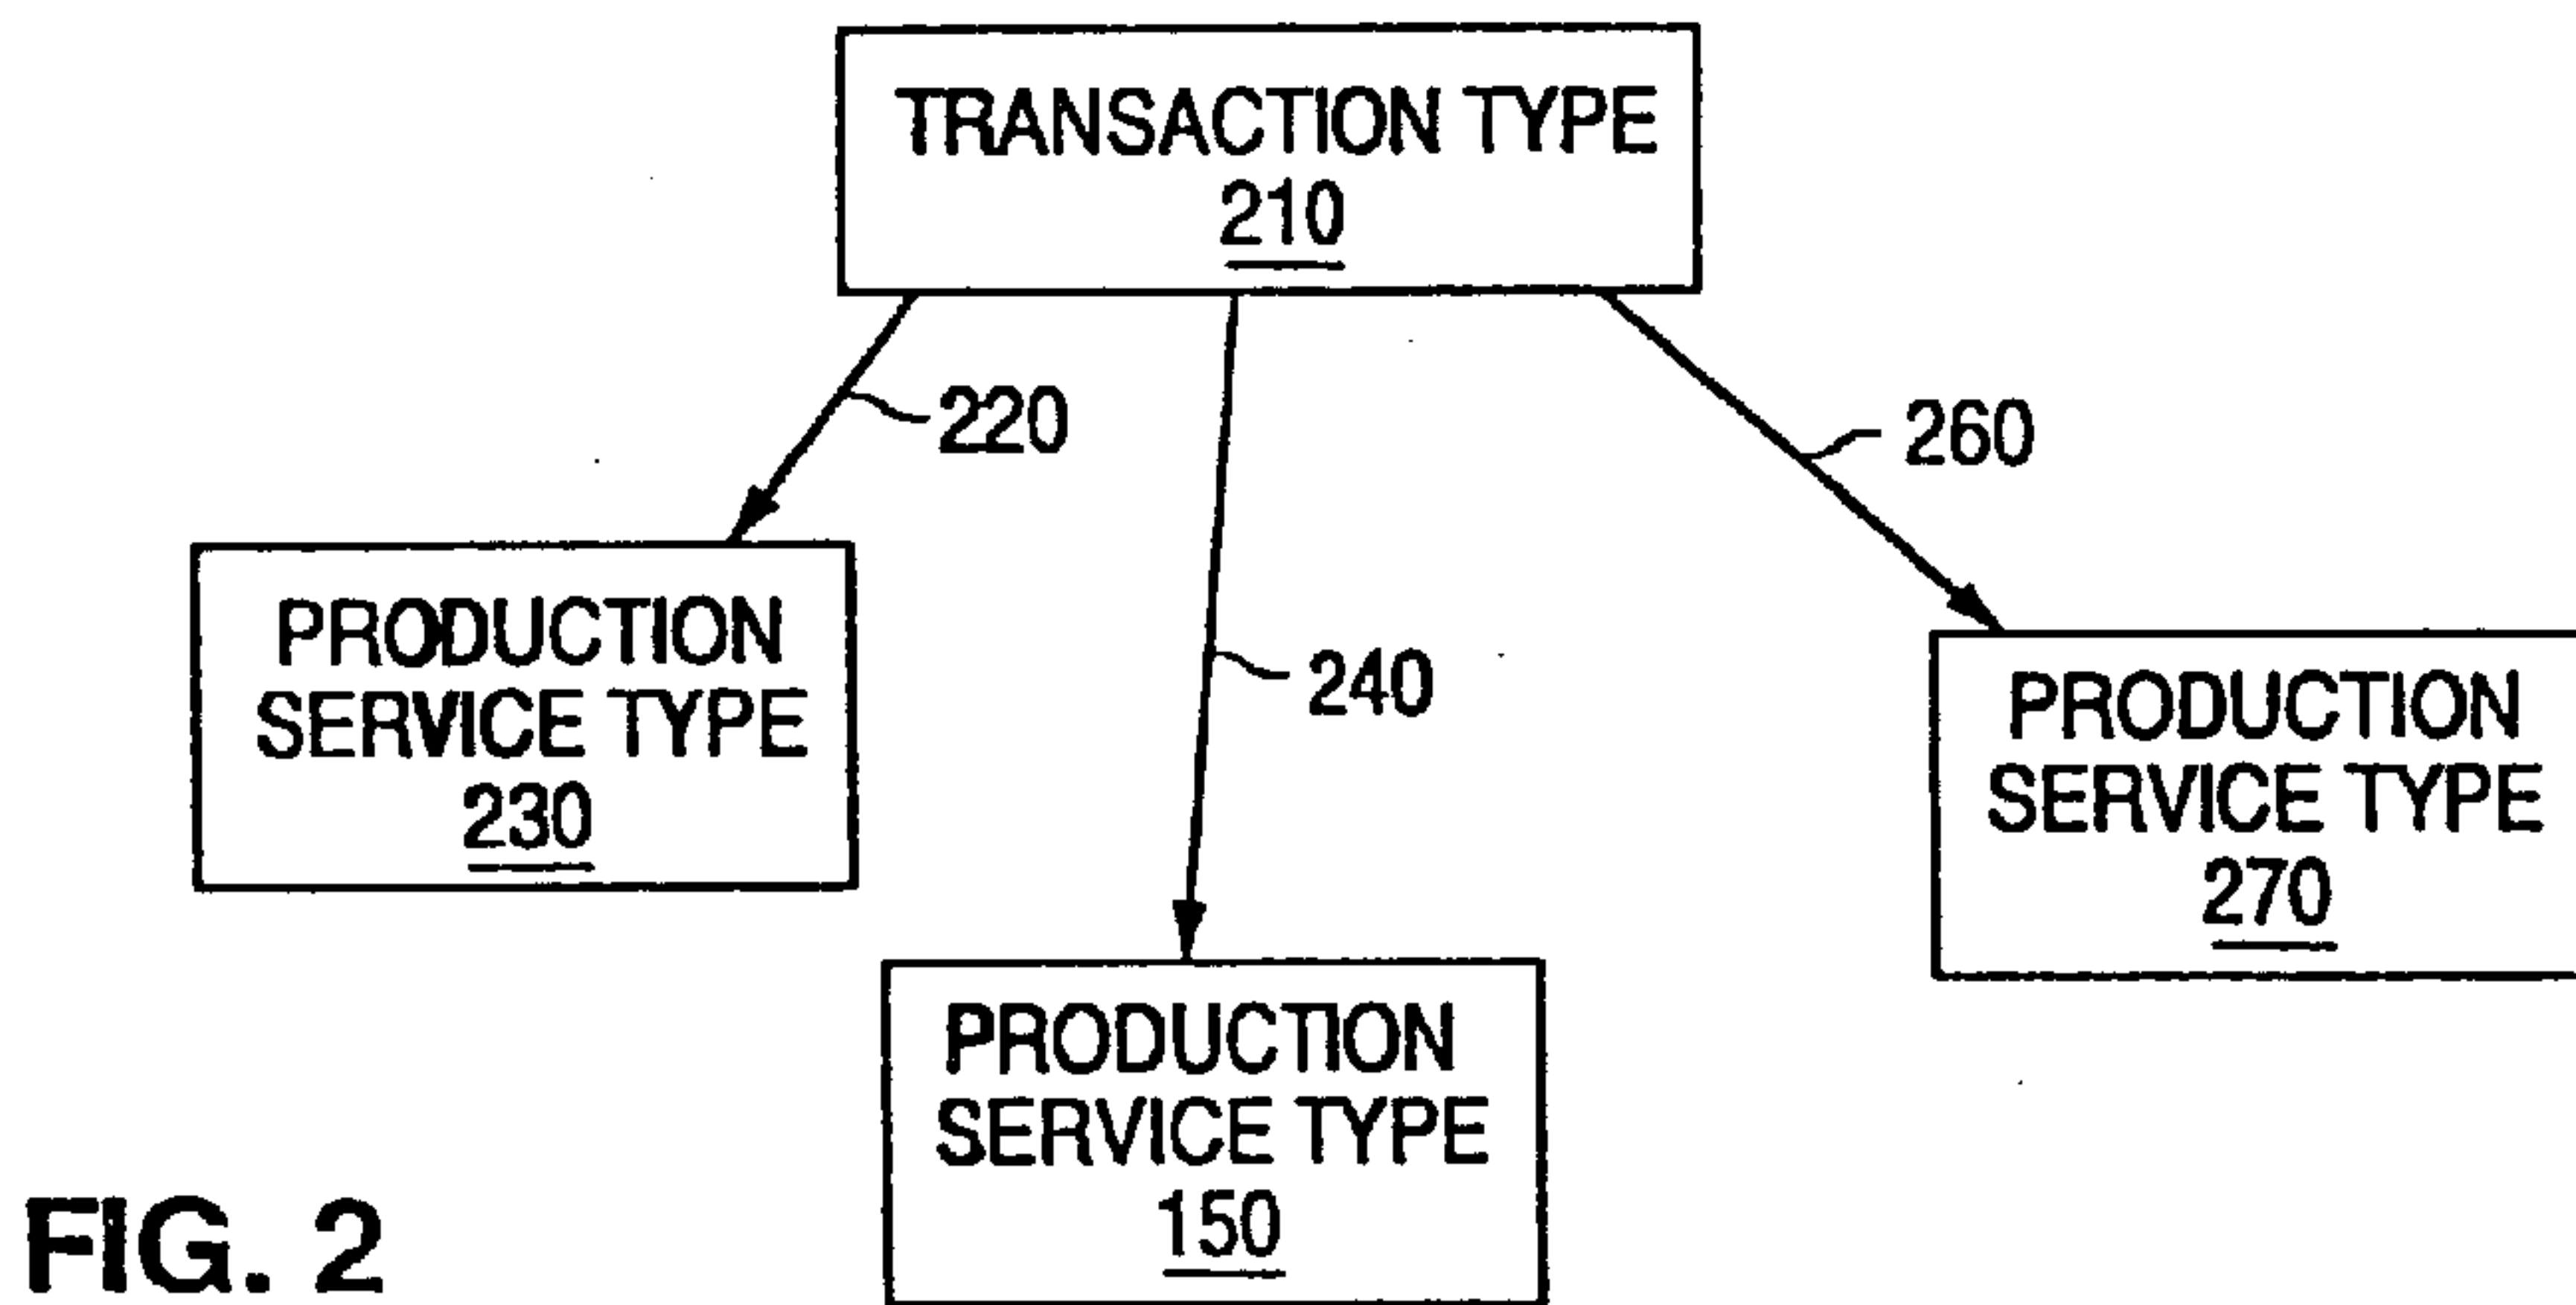 TRANSACTION TYPE
210
220
260
PRODUCTION
SERVICE TYPE
230
240
PRODUCTION
SERVICE TYPE
270
PRODUCTION
SERVICE TYPE
150
FIG. 2